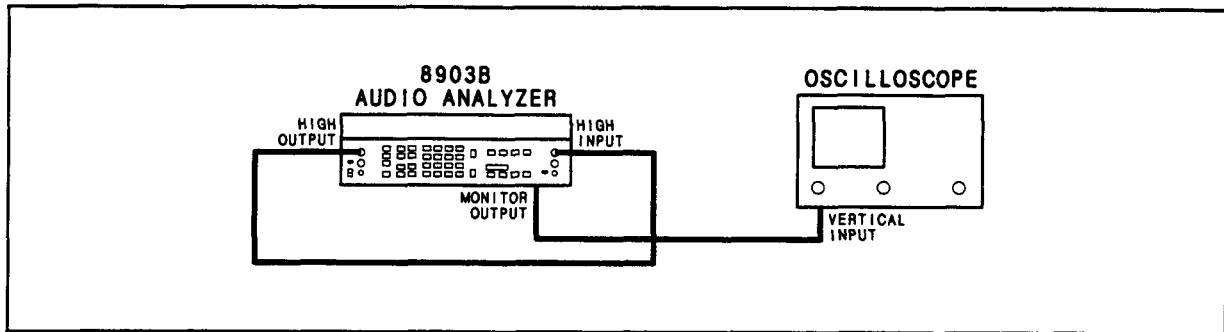 8903B
AUDIO ANALYZER
HIGH
OUTPUT
HIGH
INPUT
MONITOR
OUTPUT
OSCILLOSCOPE
VERTICAL
INPUT